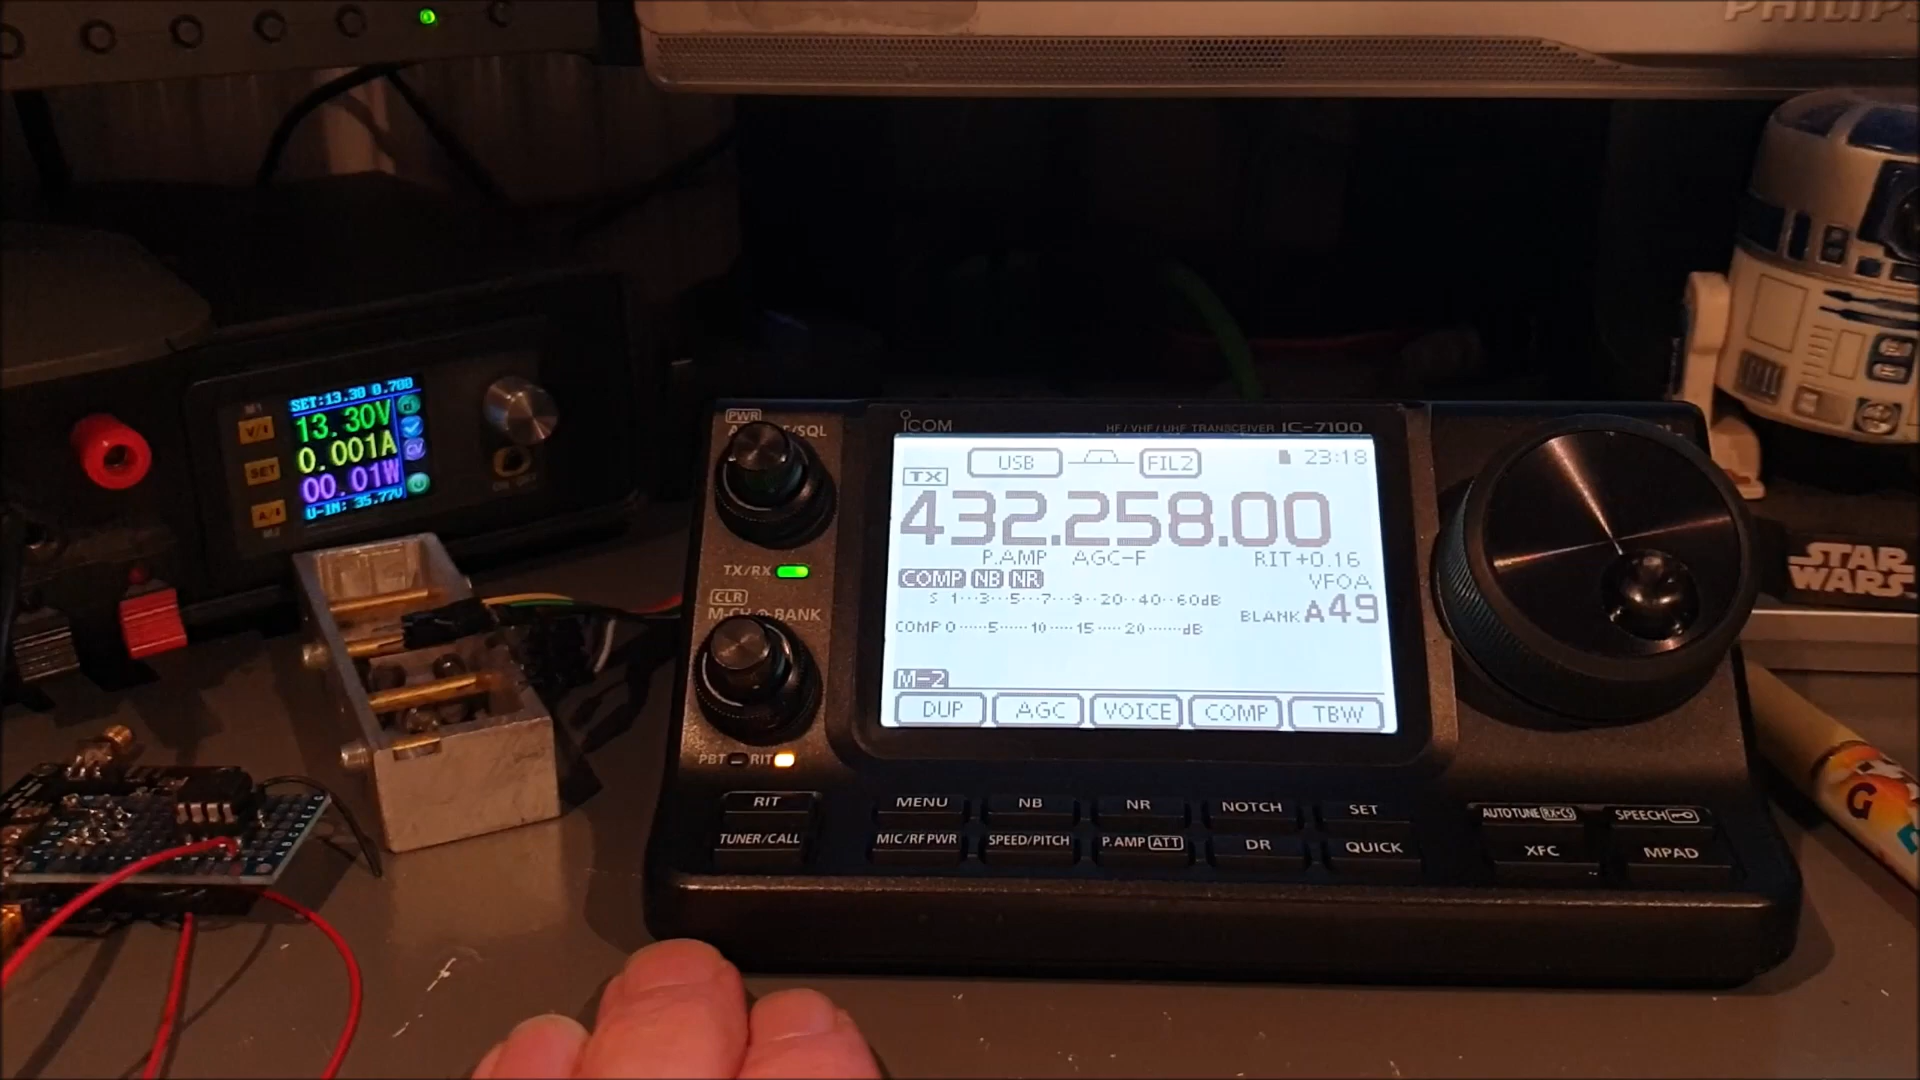 PHILIPS
SET:13.30 0.700
13.30V
0.001A
00.01W
U-IN: 35.77V
M1
V/I
SET
A/I
M2
CV
ICOM
HF/VHF/UHF TRANSCEIVER IC-7100
PWR
/SQL
TX/RX
CLR
M-CH BANK
PBT RIT
USB FIL2 23:18
TX
432.258.00
P.AMP AGC-F RIT+0.16
COMP NB NR VFOA
S 1···3···5···7···9··20··40··60dB
BLANK A49
COMP 0·····5·····10·····15·····20·····dB
M-2
DUP AGC VOICE COMP TBW
RIT MENU NB NR NOTCH SET AUTOTUNE RX→CS SPEECH
TUNER/CALL MIC/RF PWR SPEED/PITCH P.AMP ATT DR QUICK XFC MPAD
STAR
WARS
G